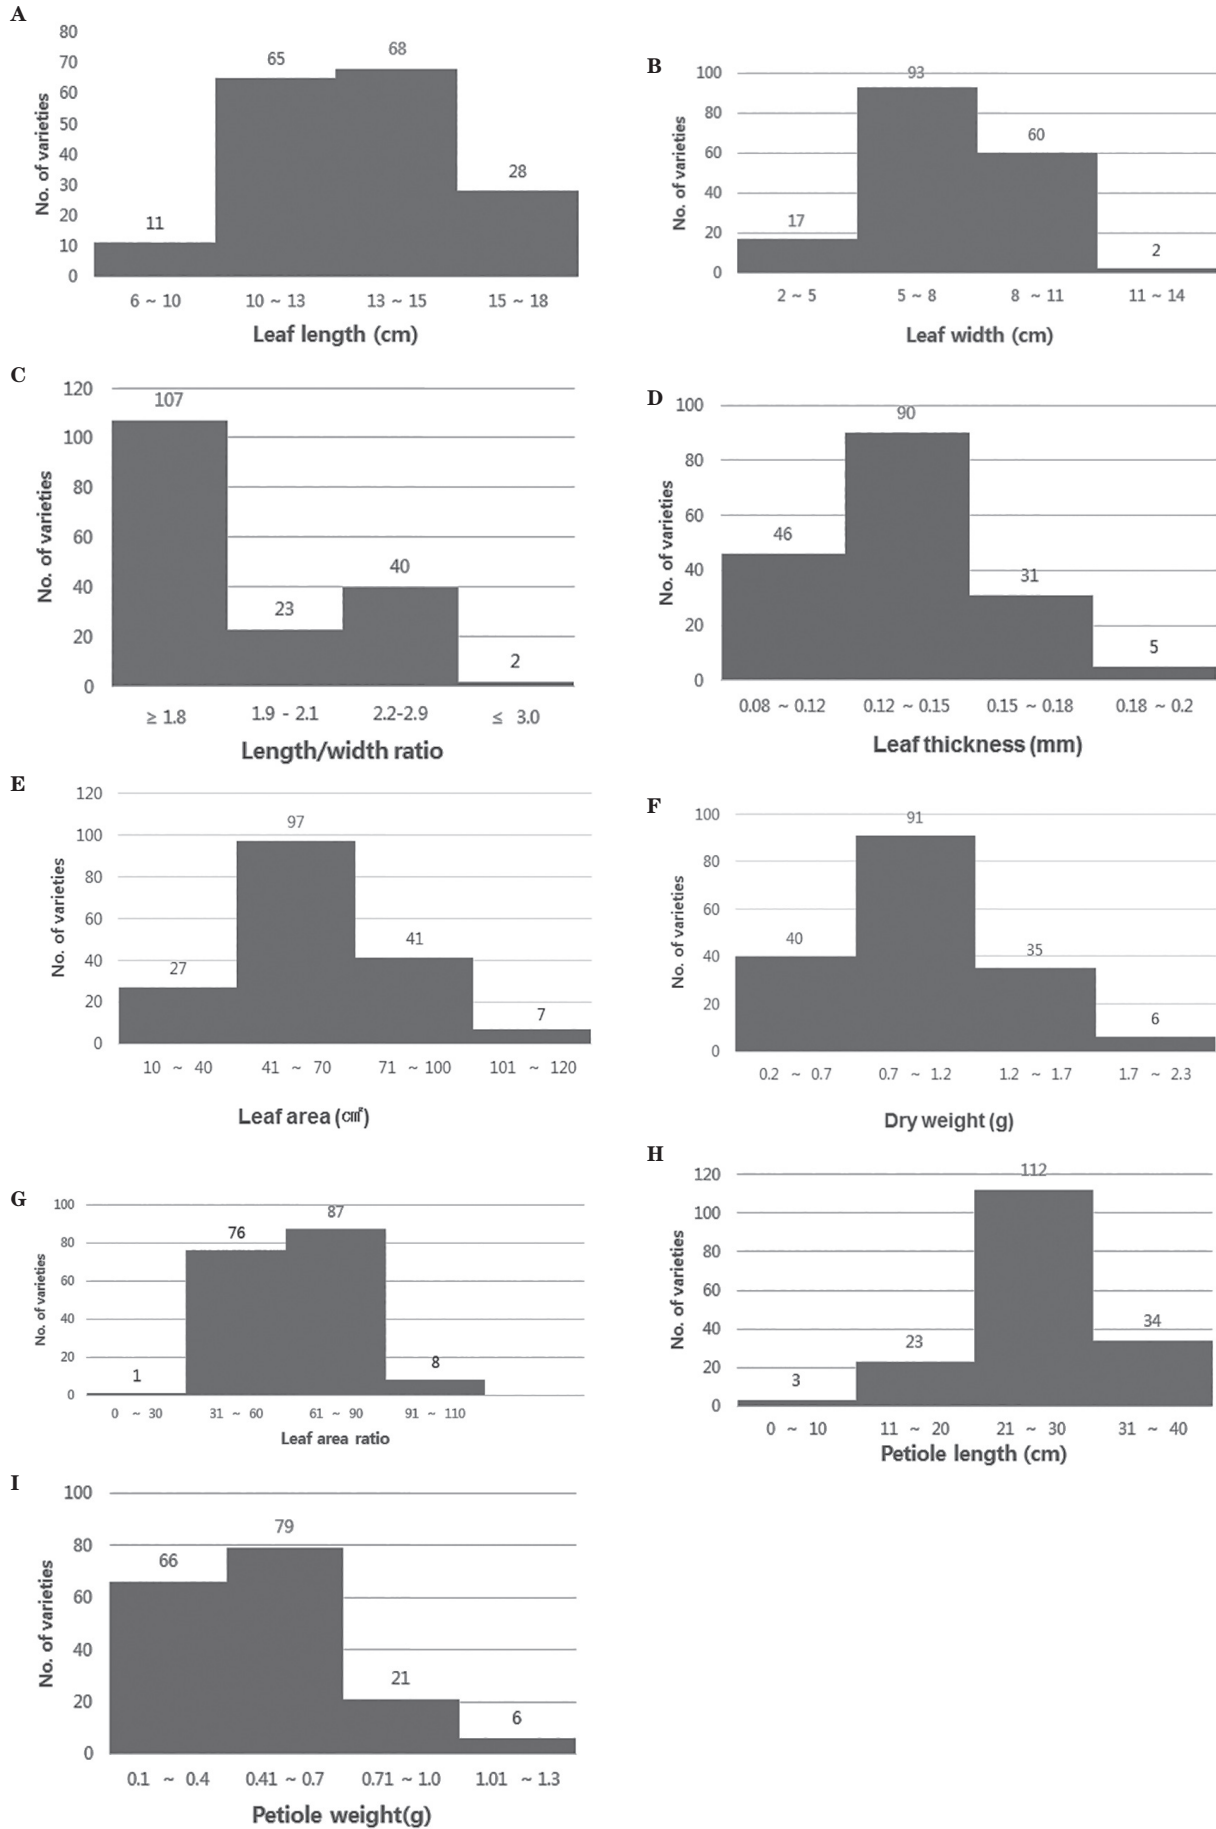 A
80
70
60
50
40
30
20
10
0
No. of varieties
11
65
68
28
6 ~ 10
10 ~ 13
13 ~ 15
15 ~ 18
Leaf length (cm)
B
100
80
60
40
20
0
No. of varieties
17
93
60
2
2 ~ 5
5 ~ 8
8 ~ 11
11 ~ 14
Leaf width (cm)
C
120
100
80
60
40
20
0
No. of varieties
107
23
40
2
≥ 1.8
1.9 - 2.1
2.2-2.9
≤ 3.0
Length/width ratio
D
100
80
60
40
20
0
No. of varieties
46
90
31
5
0.08 ~ 0.12
0.12 ~ 0.15
0.15 ~ 0.18
0.18 ~ 0.2
Leaf thickness (mm)
E
120
100
80
60
40
20
0
No. of varieties
27
97
41
7
10 ~ 40
41 ~ 70
71 ~ 100
101 ~ 120
Leaf area (㎠)
F
100
80
60
40
20
0
No. of varieties
40
91
35
6
0.2 ~ 0.7
0.7 ~ 1.2
1.2 ~ 1.7
1.7 ~ 2.3
Dry weight (g)
G
100
80
60
40
20
0
No. of varieties
1
76
87
8
0 ~ 30
31 ~ 60
61 ~ 90
91 ~ 110
Leaf area ratio
H
120
100
80
60
40
20
0
No. of varieties
3
23
112
34
0 ~ 10
11 ~ 20
21 ~ 30
31 ~ 40
Petiole length (cm)
I
100
80
60
40
20
0
No. of varieties
66
79
21
6
0.1 ~ 0.4
0.41 ~ 0.7
0.71 ~ 1.0
1.01 ~ 1.3
Petiole weight(g)